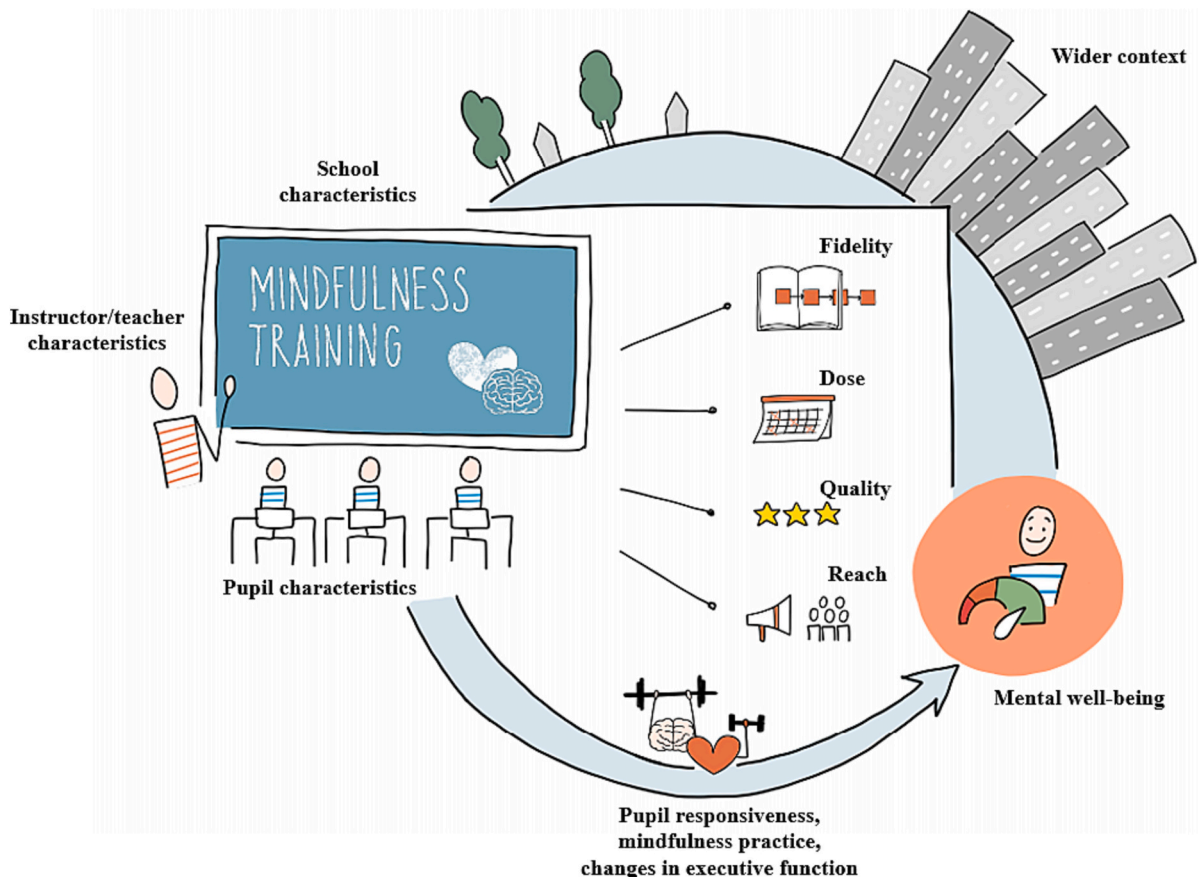 Wider context
School
characteristics
Fidelity
MINDFULNESS
TRAINING
Instructor/teacher
characteristics
Dose
Quality
Reach
Pupil characteristics
Mental well-being
Pupil responsiveness,
mindfulness practice,
changes in executive function